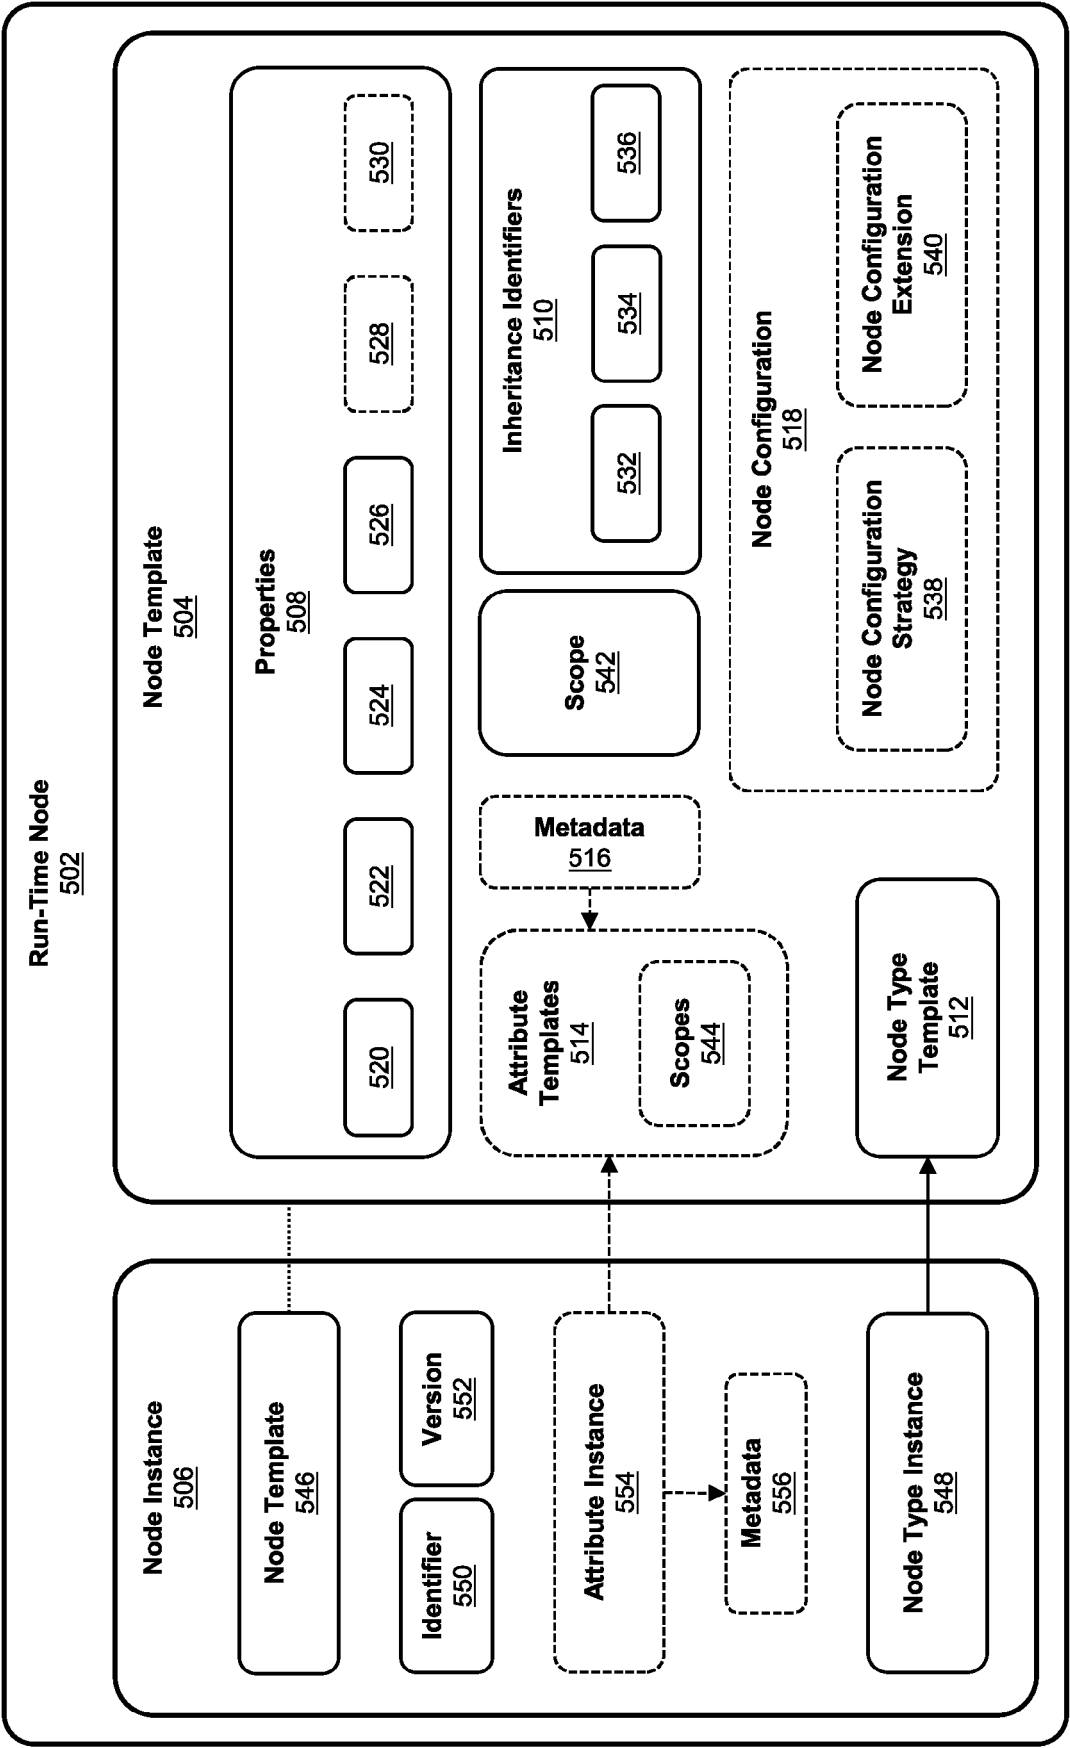 Run-Time Node
502
Node Instance
506
Node Template
546
Identifier
550
Version
552
Attribute Instance
554
Metadata
556
Node Type Instance
548
Node Template
504
Properties
508
520
522
524
526
528
530
Attribute
Templates
514
Scopes
544
Metadata
516
Scope
542
Inheritance Identifiers
510
532
534
536
Node Type
Template
512
Node Configuration
518
Node Configuration
Strategy
538
Node Configuration
Extension
540